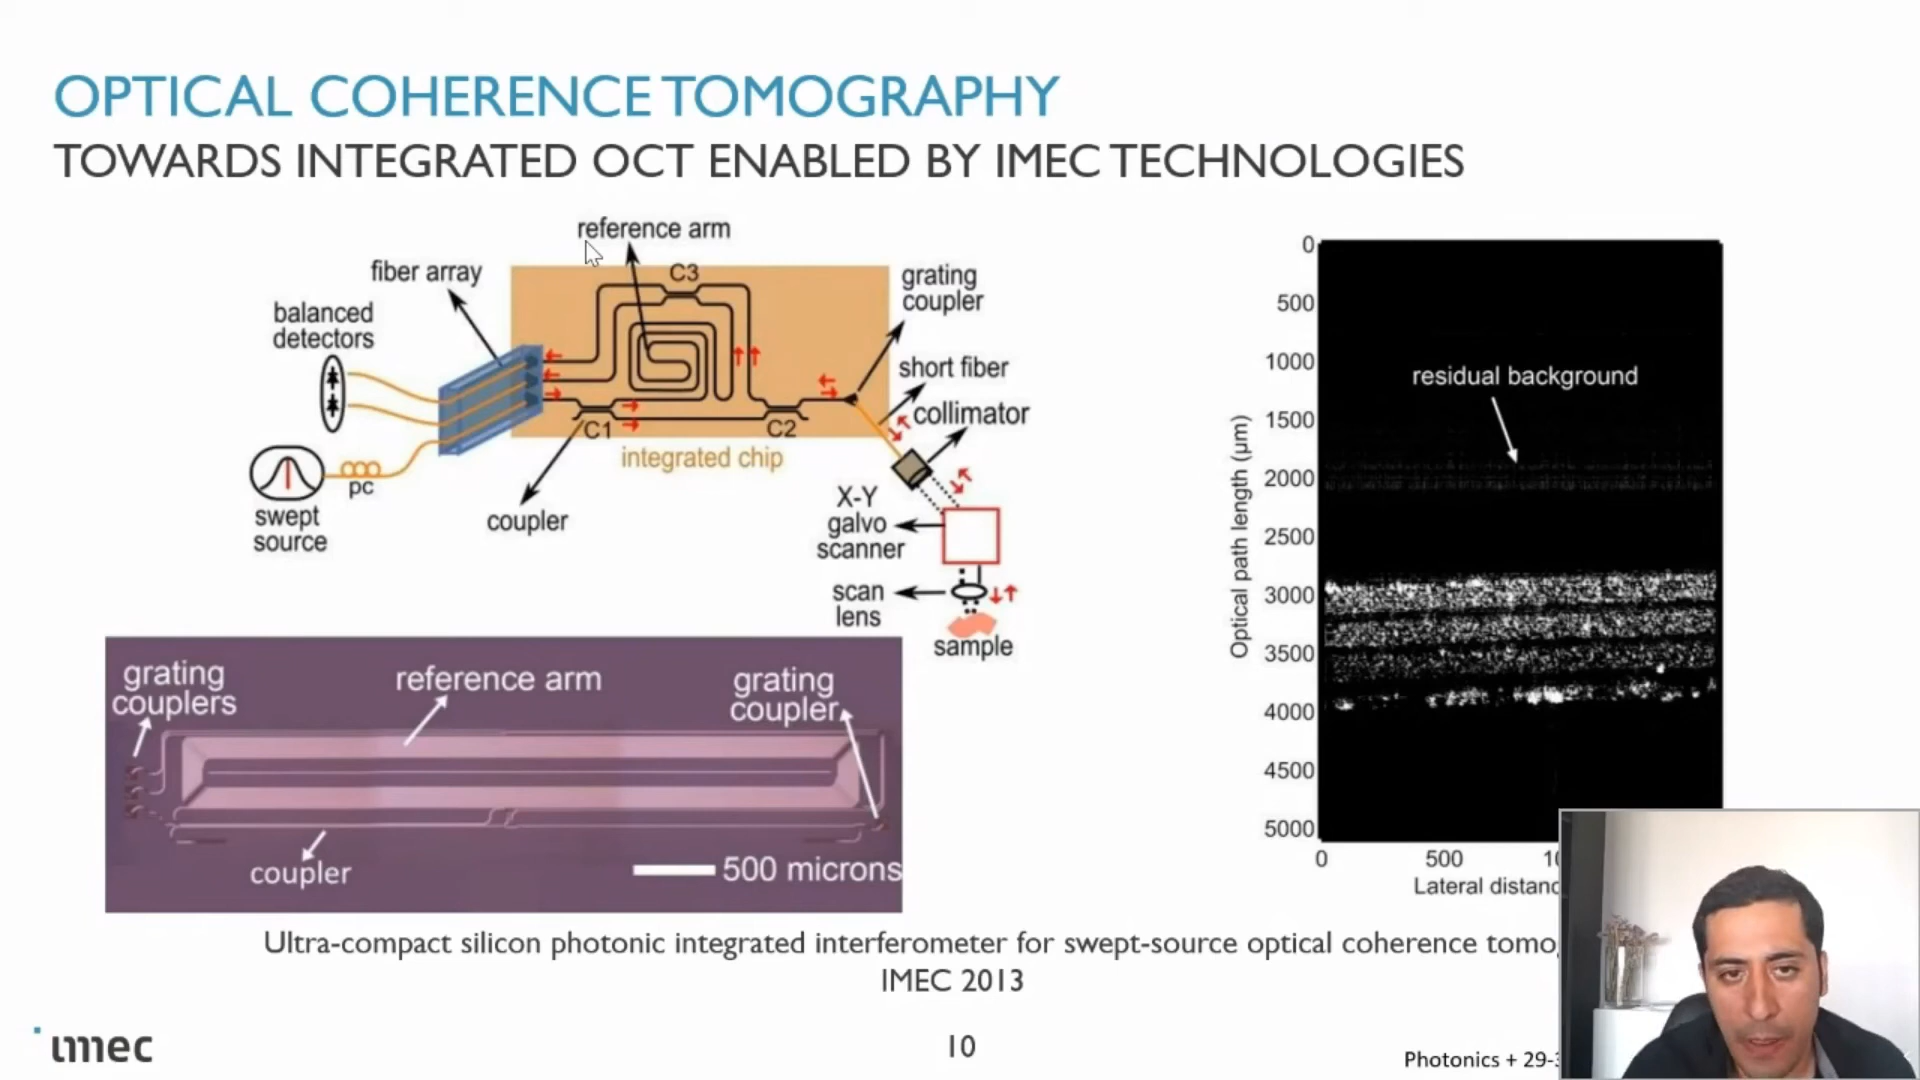 OPTICAL COHERENCE TOMOGRAPHY
TOWARDS INTEGRATED OCT ENABLED BY IMEC TECHNOLOGIES
reference arm
fiber array
C3
grating
coupler
balanced
detectors
short fiber
collimator
C1
C2
integrated chip
pc
swept
source
coupler
X-Y
galvo
scanner
scan
lens
sample
grating
couplers
reference arm
grating
coupler
coupler
500 microns
0
500
1000
1500
2000
2500
3000
3500
4000
4500
5000
Optical path length (µm)
residual background
0
500
Lateral
Ultra-compact silicon photonic integrated interferometer for swept-source optical coherence
IMEC 2013
imec
10
Photonics + 29-